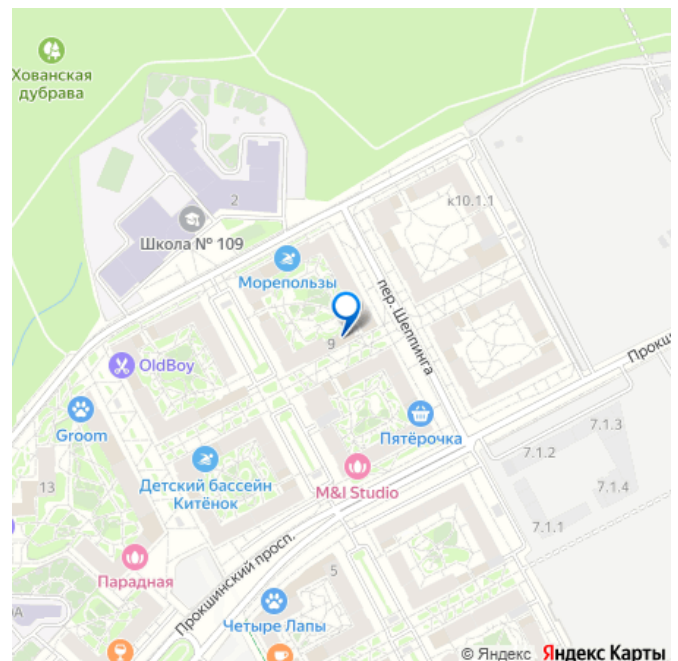 Хованская
дубрава
к10.1.1
2
Школа № 109
Морепользы
пер. Шеппинга
9
OldBoy
Groom
Пятёрочка
7.1.3
7.1.2
Детский бассейн
Китёнок
M&I Studio
7.1.4
13
7.1.1
Прокшинский просп.
Парадная
5
Четыре Лапы
© Яндекс Яндекс Карты